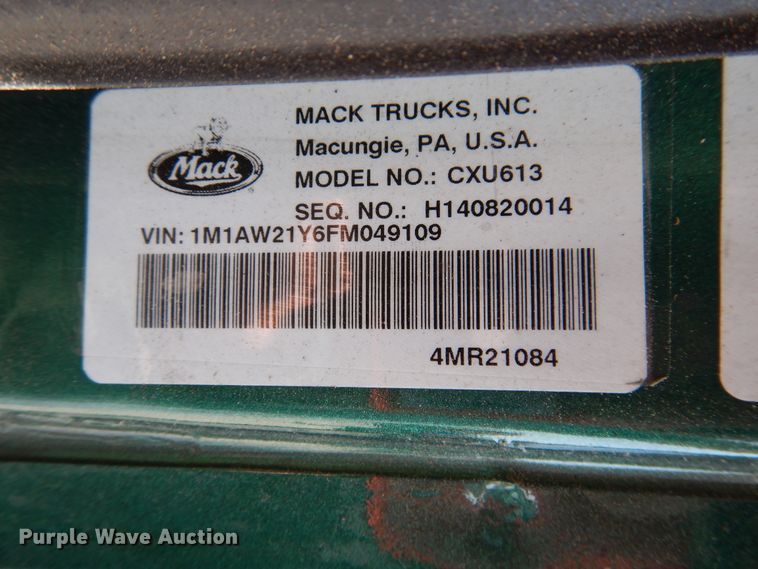 Mack
MACK TRUCKS, INC.
Macungie, PA, U.S.A.
MODEL NO.: CXU613
SEQ. NO.: H140820014
VIN: 1M1AW21Y6FM049109
4MR21084
Purple Wave Auction